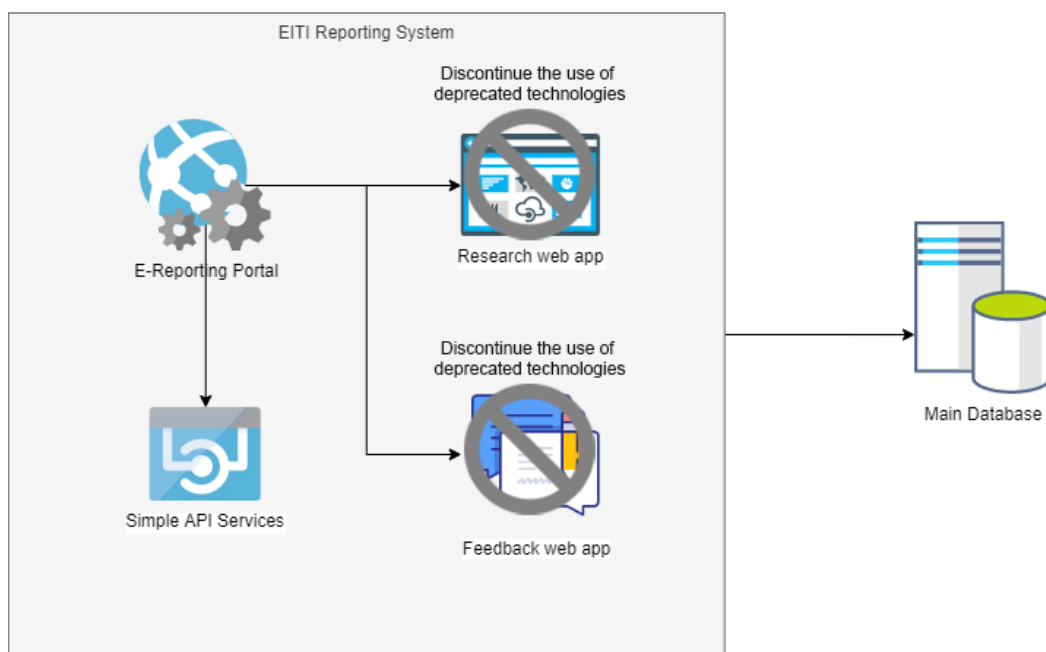 EITI Reporting System
Discontinue the use of
deprecated technologies
E-Reporting Portal
Research web app
Discontinue the use of
deprecated technologies
Main Database
Simple API Services
Feedback web app